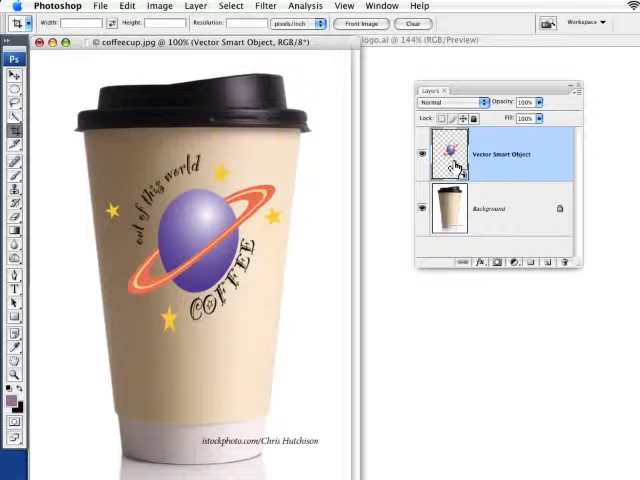 Photoshop File Edit Image Layer Select Filter Analysis View Window Help
Width: Height: Resolution: pixels/inch Front Image Clear Workspace
© coffeecup.jpg @ 100% (Vector Smart Object, RGB/8*)
logo.ai @ 144% (RGB/Preview)
Ps
Layers
Normal Opacity: 100%
Lock: Fill: 100%
Vector Smart Object
Background
out of this world
COFFEE
istockphoto.com/Chris Hutchison